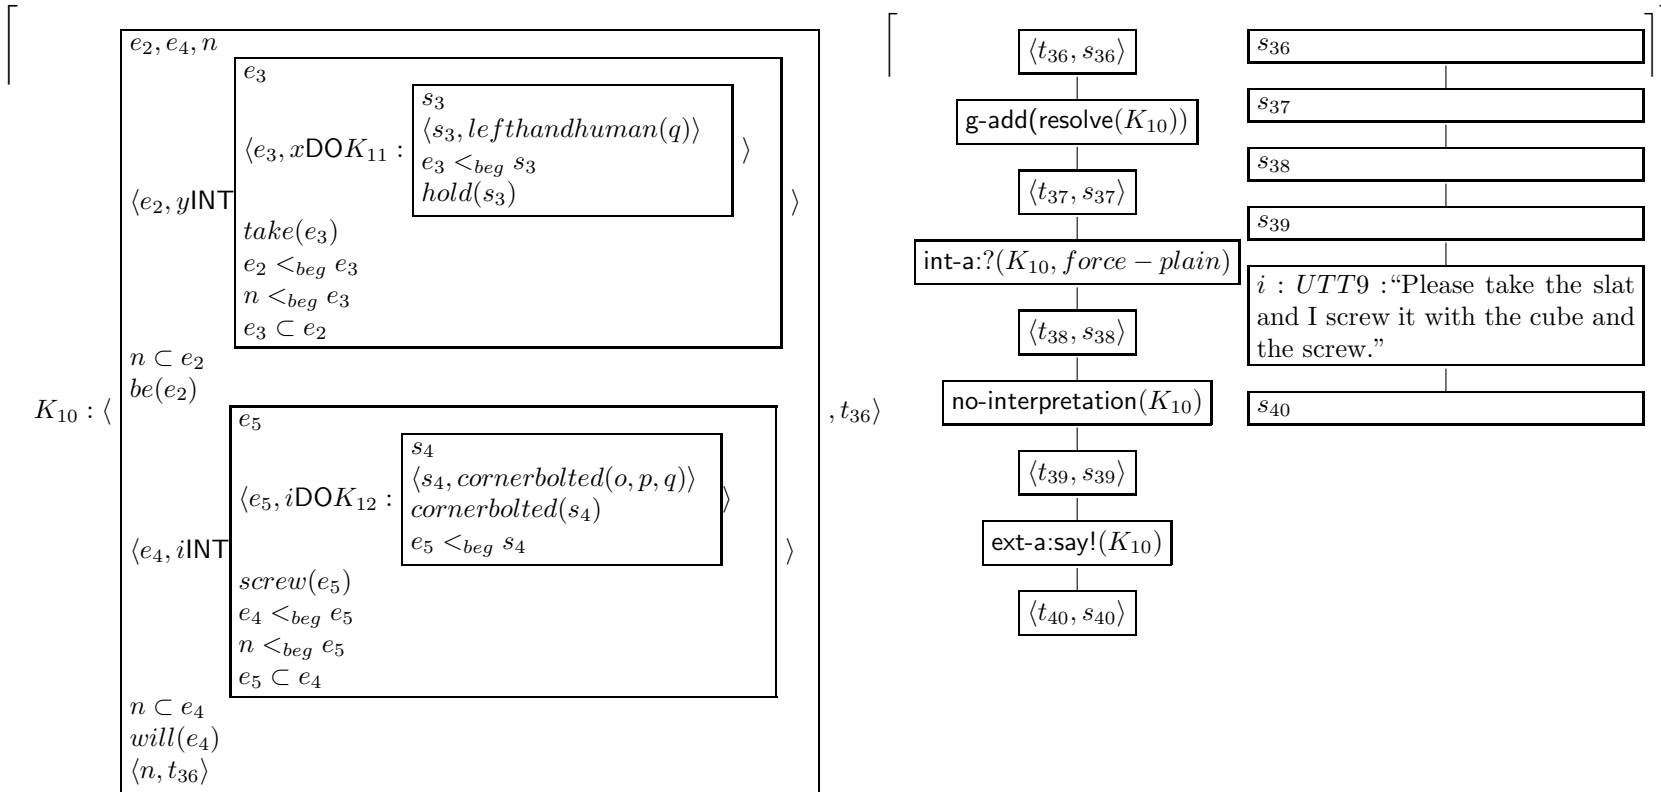 K₁₀ : ⟨
e₂, e₄, n
⟨e₂, yINT
e₃
⟨e₃, xDOK₁₁ :
s₃
⟨s₃, lefthandhuman(q)⟩
e₃ <beg s₃
hold(s₃)
⟩
take(e₃)
e₂ <beg e₃
n <beg e₃
e₃ ⊂ e₂
⟩
n ⊂ e₂
be(e₂)
⟨e₄, iINT
e₅
⟨e₅, iDOK₁₂ :
s₄
⟨s₄, cornerbolted(o, p, q)⟩
cornerbolted(s₄)
e₅ <beg s₄
⟩
screw(e₅)
e₄ <beg e₅
n <beg e₅
e₅ ⊂ e₄
⟩
n ⊂ e₄
will(e₄)
⟨n, t₃₆⟩
, t₃₆⟩
⟨t₃₆, s₃₆⟩
g-add(resolve(K₁₀))
⟨t₃₇, s₃₇⟩
int-a:?(K₁₀, force − plain)
⟨t₃₈, s₃₈⟩
no-interpretation(K₁₀)
⟨t₃₉, s₃₉⟩
ext-a:say!(K₁₀)
⟨t₄₀, s₄₀⟩
s₃₆
s₃₇
s₃₈
s₃₉
i : UTT9 :“Please take the slat
and I screw it with the cube and
the screw.”
s₄₀